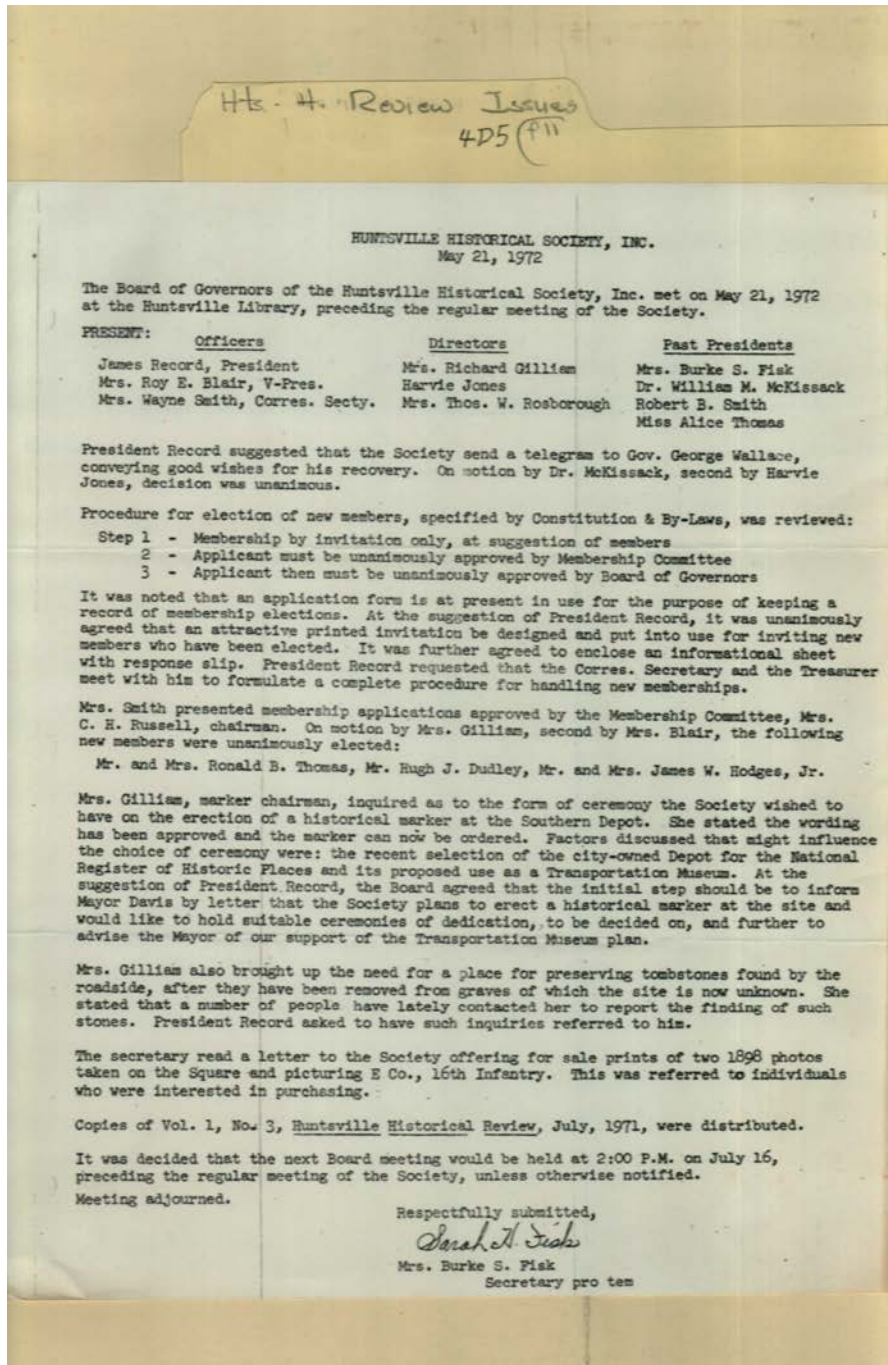 Hts. H. Review Issues
4D5 (P11
HUNTSVILLE HISTORICAL SOCIETY, INC.
May 21, 1972
The Board of Governors of the Huntsville Historical Society, Inc. met on May 21, 1972
at the Huntsville Library, preceding the regular meeting of the Society.
PRESENT:
Officers Directors Past Presidents
James Record, President Mrs. Richard Gilliam Mrs. Burke S. Fisk
Mrs. Roy E. Blair, V-Pres. Harvie Jones Dr. William M. McKissack
Mrs. Wayne Smith, Corres. Secty. Mrs. Thos. W. Rosborough Robert B. Smith
Miss Alice Thomas
President Record suggested that the Society send a telegram to Gov. George Wallace,
conveying good wishes for his recovery. On motion by Dr. McKissack, second by Harvie
Jones, decision was unanimous.
Procedure for election of new members, specified by Constitution & By-Laws, was reviewed:
Step 1 - Membership by invitation only, at suggestion of members
2 - Applicant must be unanimously approved by Membership Committee
3 - Applicant then must be unanimously approved by Board of Governors
It was noted that an application form is at present in use for the purpose of keeping a
record of membership elections. At the suggestion of President Record, it was unanimously
agreed that an attractive printed invitation be designed and put into use for inviting new
members who have been elected. It was further agreed to enclose an informational sheet
with response slip. President Record requested that the Corres. Secretary and the Treasurer
meet with him to formulate a complete procedure for handling new memberships.
Mrs. Smith presented membership applications approved by the Membership Committee, Mrs.
C. H. Russell, chairman. On motion by Mrs. Gilliam, second by Mrs. Blair, the following
new members were unanimously elected:
Mr. and Mrs. Ronald B. Thomas, Mr. Hugh J. Dudley, Mr. and Mrs. James W. Hodges, Jr.
Mrs. Gilliam, marker chairman, inquired as to the form of ceremony the Society wished to
have on the erection of a historical marker at the Southern Depot. She stated the wording
has been approved and the marker can now be ordered. Factors discussed that might influence
the choice of ceremony were: the recent selection of the city-owned Depot for the National
Register of Historic Places and its proposed use as a Transportation Museum. At the
suggestion of President Record, the Board agreed that the initial step should be to inform
Mayor Davis by letter that the Society plans to erect a historical marker at the site and
would like to hold suitable ceremonies of dedication, to be decided on, and further to
advise the Mayor of our support of the Transportation Museum plan.
Mrs. Gilliam also brought up the need for a place for preserving tombstones found by the
roadside, after they have been removed from graves of which the site is now unknown. She
stated that a number of people have lately contacted her to report the finding of such
stones. President Record asked to have such inquiries referred to him.
The secretary read a letter to the Society offering for sale prints of two 1898 photos
taken on the Square and picturing E Co., 16th Infantry. This was referred to individuals
who were interested in purchasing.
Copies of Vol. 1, No. 3, Huntsville Historical Review, July, 1971, were distributed.
It was decided that the next Board meeting would be held at 2:00 P.M. on July 16,
preceding the regular meeting of the Society, unless otherwise notified.
Meeting adjourned.
Respectfully submitted,
Sarah H. Fisk
Mrs. Burke S. Fisk
Secretary pro tem